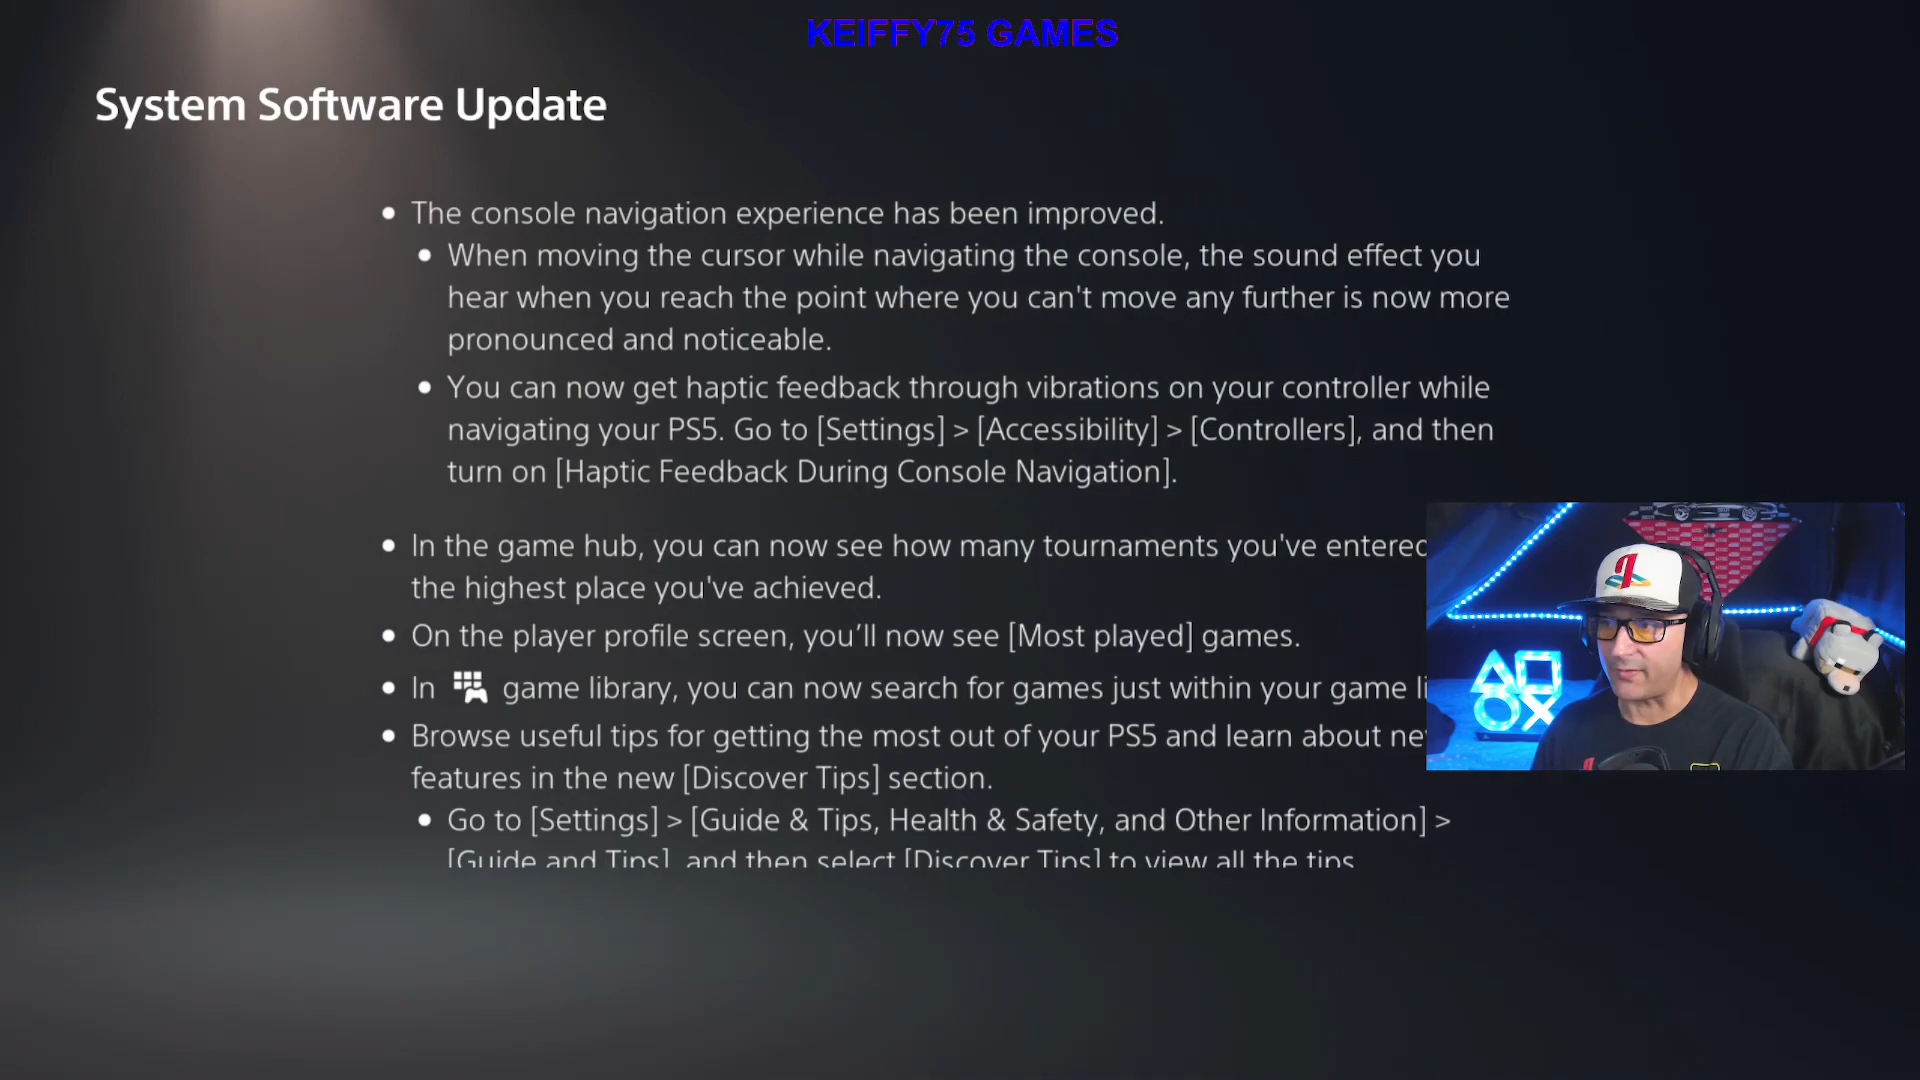 KEIFFY75 GAMES
System Software Update
• The console navigation experience has been improved.
• When moving the cursor while navigating the console, the sound effect you
hear when you reach the point where you can't move any further is now more
pronounced and noticeable.
• You can now get haptic feedback through vibrations on your controller while
navigating your PS5. Go to [Settings] > [Accessibility] > [Controllers], and then
turn on [Haptic Feedback During Console Navigation].
• In the game hub, you can now see how many tournaments you've entered
the highest place you've achieved.
• On the player profile screen, you’ll now see [Most played] games.
• In game library, you can now search for games just within your game
• Browse useful tips for getting the most out of your PS5 and learn about
features in the new [Discover Tips] section.
• Go to [Settings] > [Guide & Tips, Health & Safety, and Other Information] >
[Guide and Tips], and then select [Discover Tips] to view all the tips